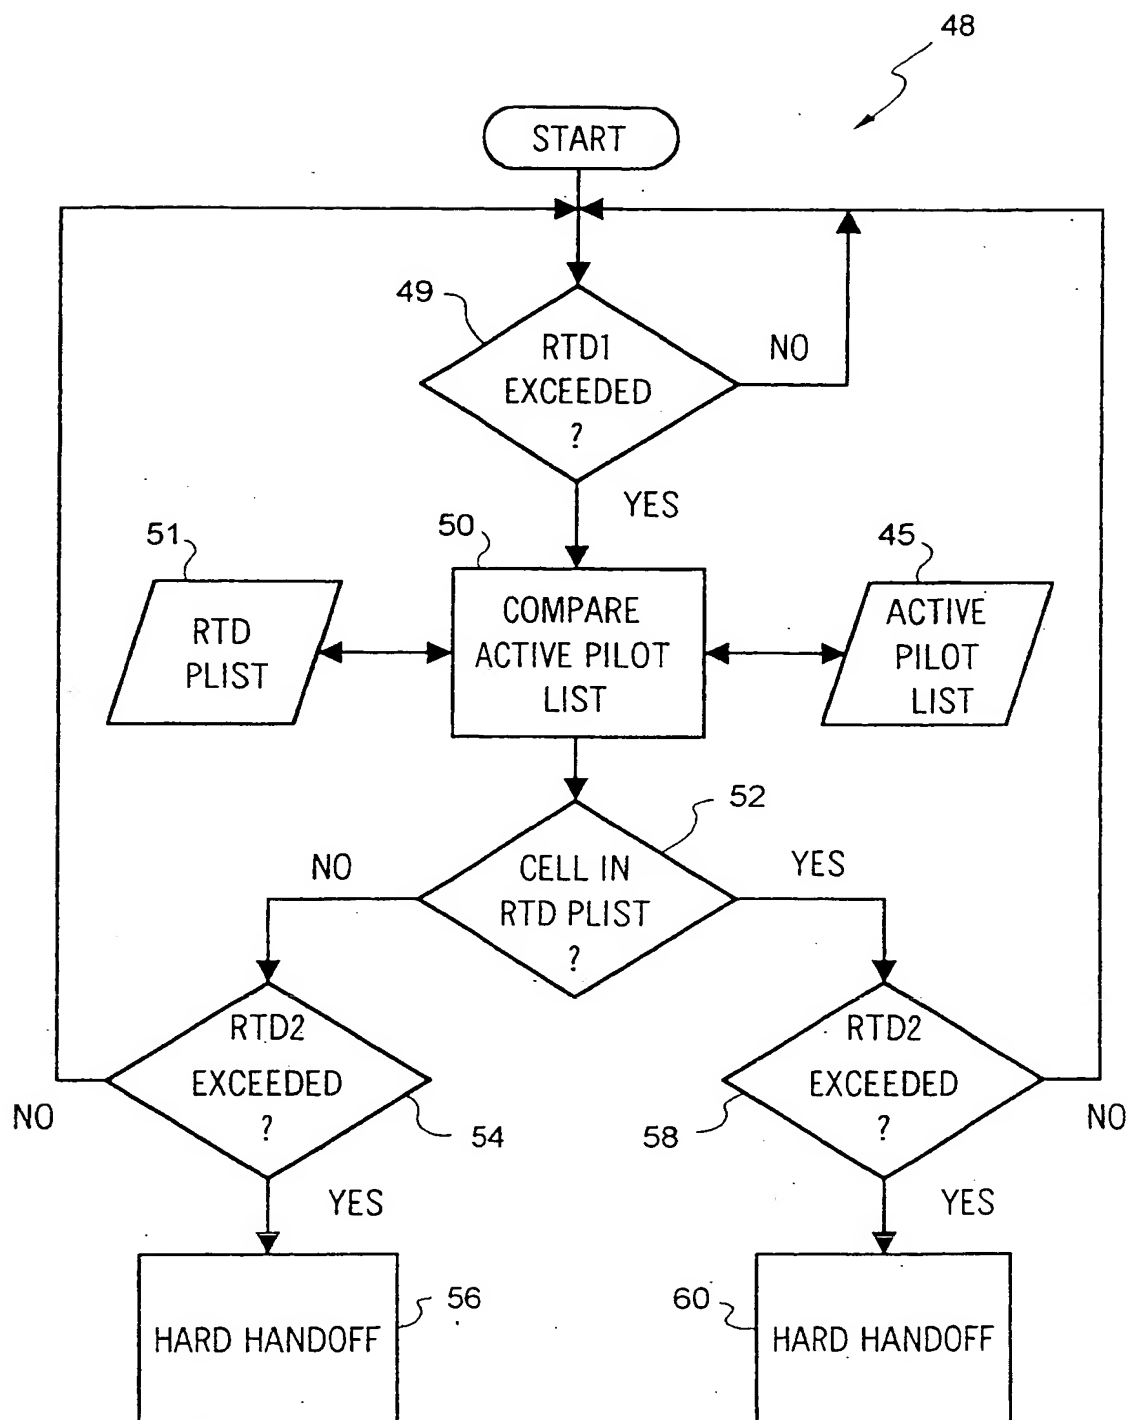 48
START
49
RTD1
EXCEEDED
?
NO
YES
51
50
45
RTD
PLIST
COMPARE
ACTIVE PILOT
LIST
ACTIVE
PILOT
LIST
52
NO
CELL IN
RTD PLIST
?
YES
RTD2
EXCEEDED
?
NO
54
RTD2
EXCEEDED
?
58
NO
YES
YES
56
HARD HANDOFF
60
HARD HANDOFF